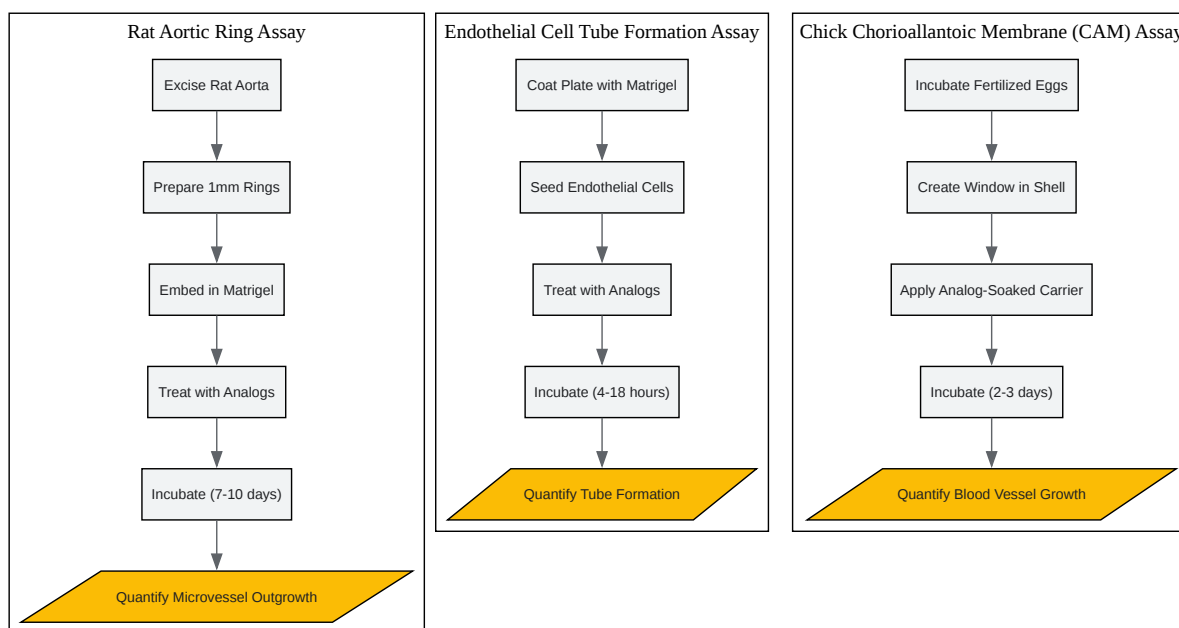 Rat Aortic Ring Assay
Excise Rat Aorta
Prepare 1mm Rings
Embed in Matrigel
Treat with Analogs
Incubate (7-10 days)
Quantify Microvessel Outgrowth
Endothelial Cell Tube Formation Assay
Coat Plate with Matrigel
Seed Endothelial Cells
Treat with Analogs
Incubate (4-18 hours)
Quantify Tube Formation
Chick Chorioallantoic Membrane (CAM) Assay
Incubate Fertilized Eggs
Create Window in Shell
Apply Analog-Soaked Carrier
Incubate (2-3 days)
Quantify Blood Vessel Growth